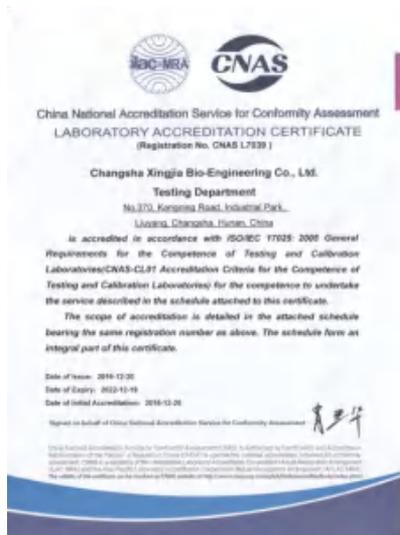 ilac-MRA
CNAS
China National Accreditation Service for Conformity Assessment
LABORATORY ACCREDITATION CERTIFICATE
(Registration No. CNAS L7039 )
Changsha Xingjia Bio-Engineering Co., Ltd.
Testing Department
No.370, Kongming Road, Industrial Park,
Liuyang, Changsha, Hunan, China
is accredited in accordance with ISO/IEC 17025: 2005 General
Requirements for the Competence of Testing and Calibration
Laboratories(CNAS-CL01 Accreditation Criteria for the Competence of
Testing and Calibration Laboratories) for the competence to undertake
the service described in the schedule attached to this certificate.
The scope of accreditation is detailed in the attached schedule
bearing the same registration number as above. The schedule form an
integral part of this certificate.
Date of Issue: 2016-12-20
Date of Expiry: 2022-12-19
Date of Initial Accreditation: 2016-12-20
Signed on behalf of China National Accreditation Service for Conformity Assessment